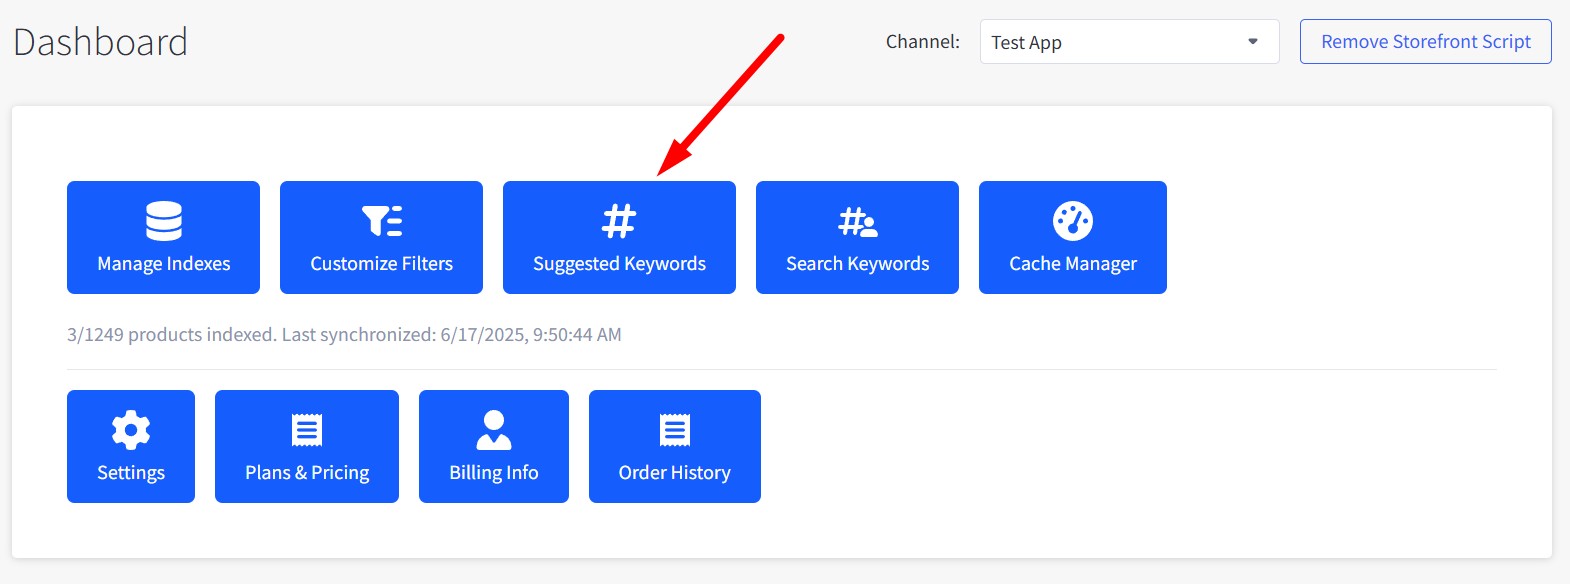 Dashboard
Channel:
Test App
Remove Storefront Script
Manage Indexes
Customize Filters
Suggested Keywords
Search Keywords
Cache Manager
3/1249 products indexed. Last synchronized: 6/17/2025, 9:50:44 AM
Settings
Plans & Pricing
Billing Info
Order History